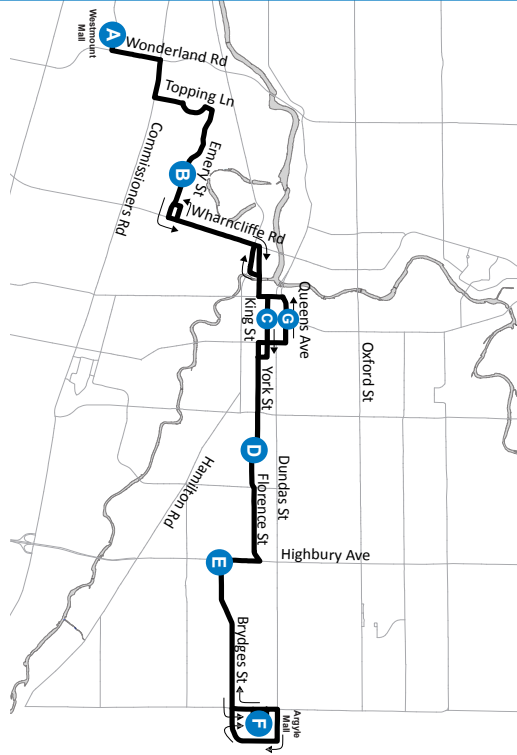 A
Wonderland Rd
Westmount
Mall
Topping Ln
Commissioners Rd
Emery St
B
Wharncliffe Rd
Queens Ave
King St
C
G
Oxford St
York St
D
Dundas St
Florence St
Hamilton Rd
Highbury Ave
E
Brydges St
Argyle
Mall
F